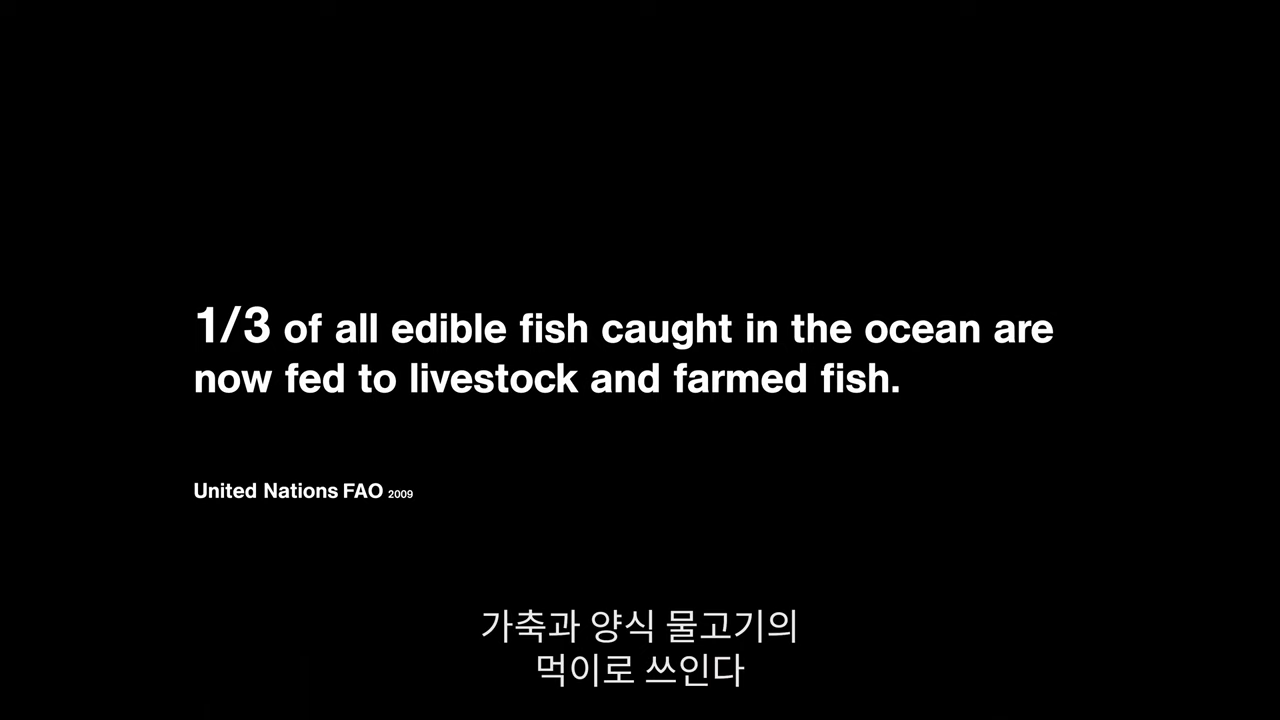 1/3 of all edible fish caught in the ocean are
now fed to livestock and farmed fish.
United Nations FAO 2009
가축과 양식 물고기의
먹이로 쓰인다